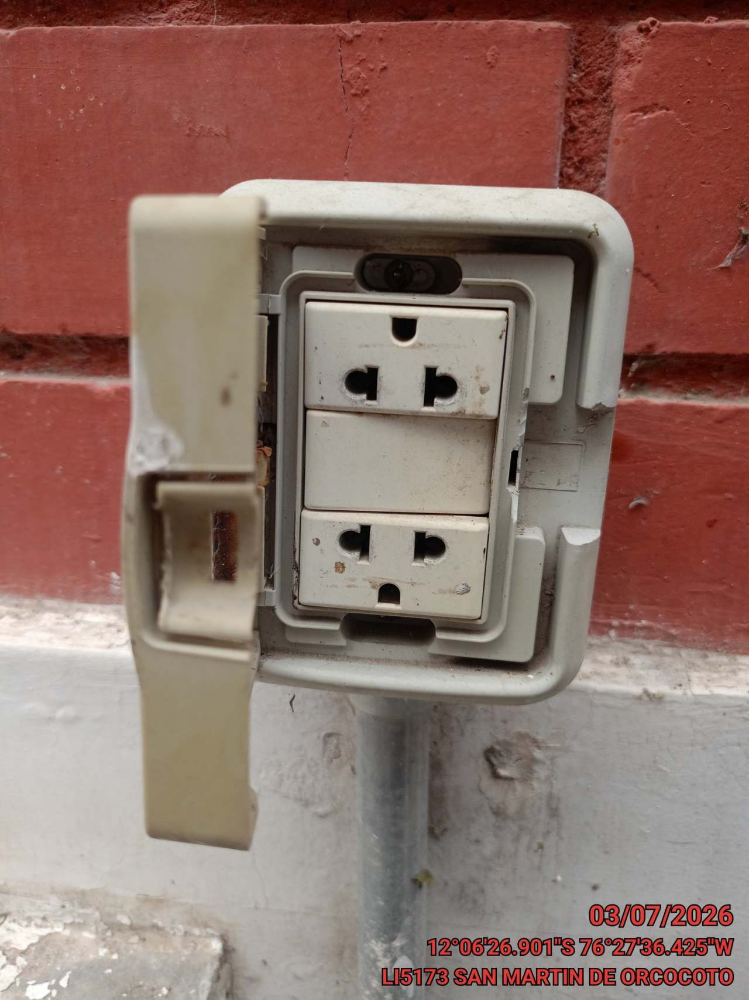 03/07/2026
12°06'26.901"S 76°27'36.425"W
LI5173 SAN MARTIN DE ORCOCOTO